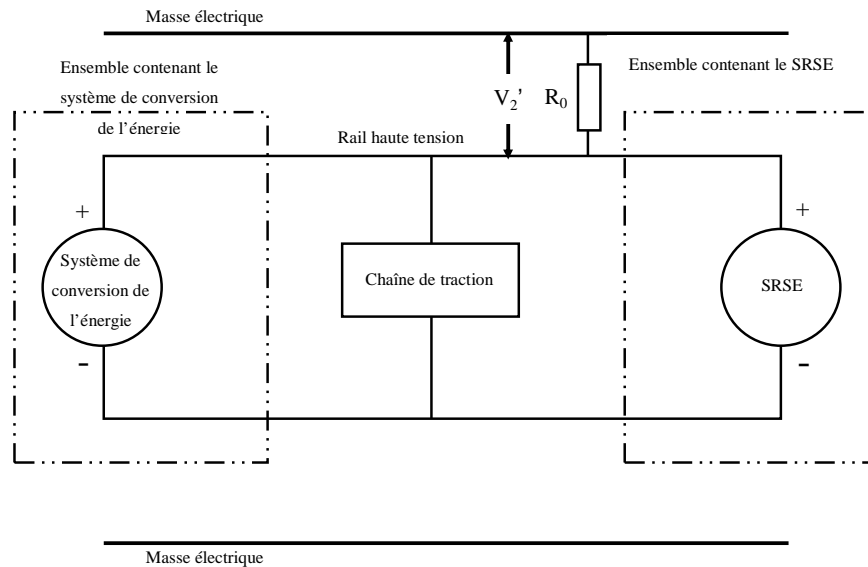 Masse électrique
Ensemble contenant le
système de conversion
de l'énergie
Ensemble contenant le SRSE
V2'
R0
Rail haute tension
+
Système de
conversion de
l'énergie
-
Chaîne de traction
+
SRSE
-
Masse électrique